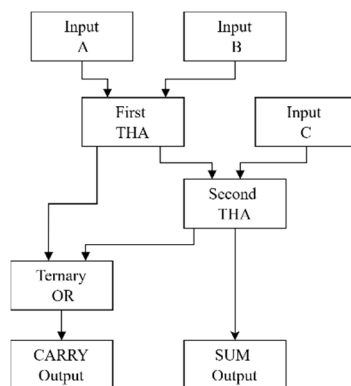 Input
A
Input
B
First
THA
Input
C
Second
THA
Ternary
OR
CARRY
Output
SUM
Output